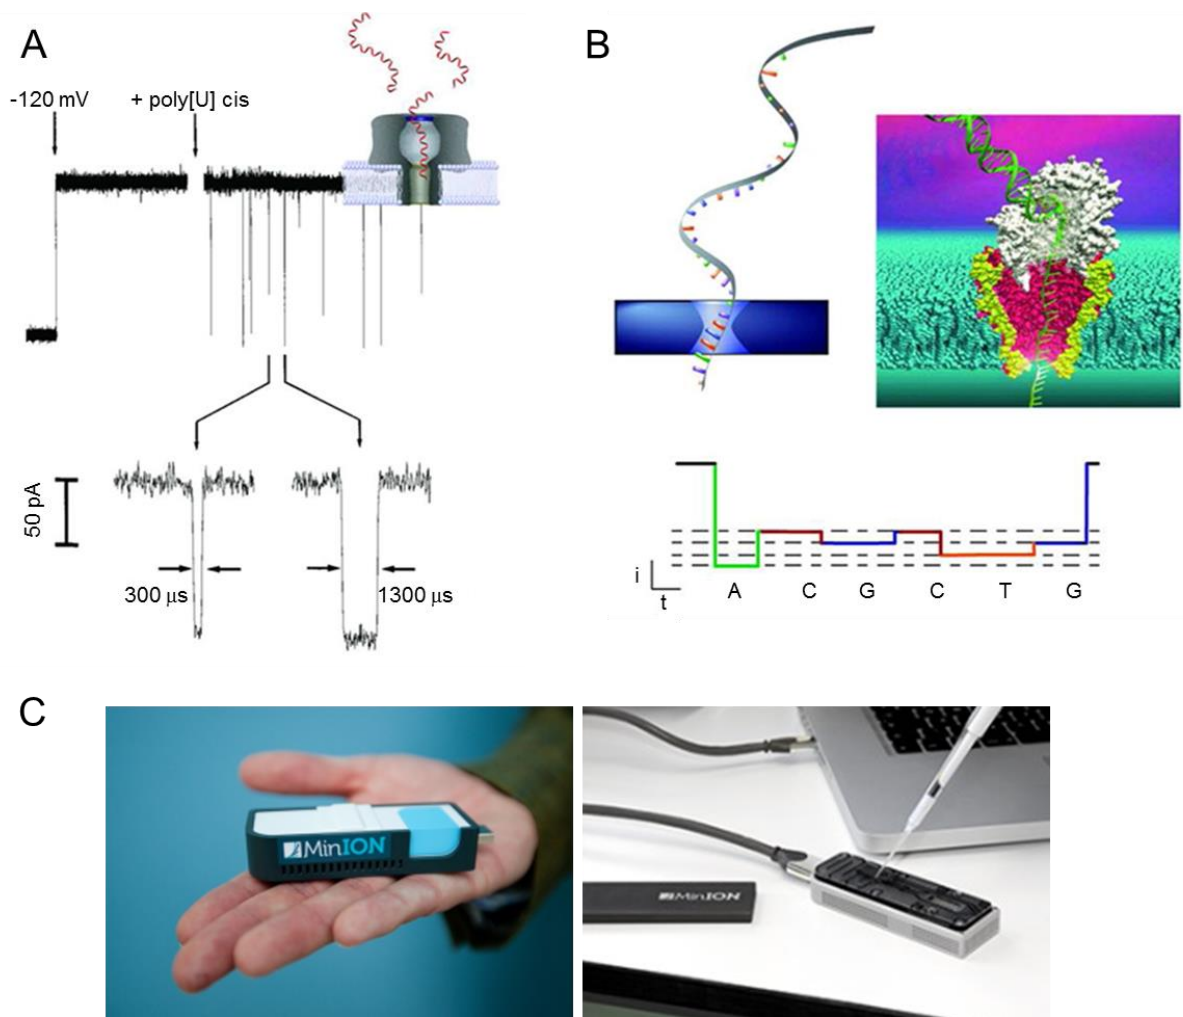 A
-120 mV
+ poly[U] cis
50 pA
300 μs
1300 μs
B
i
t
A C G C T G
C
MinION
MinION